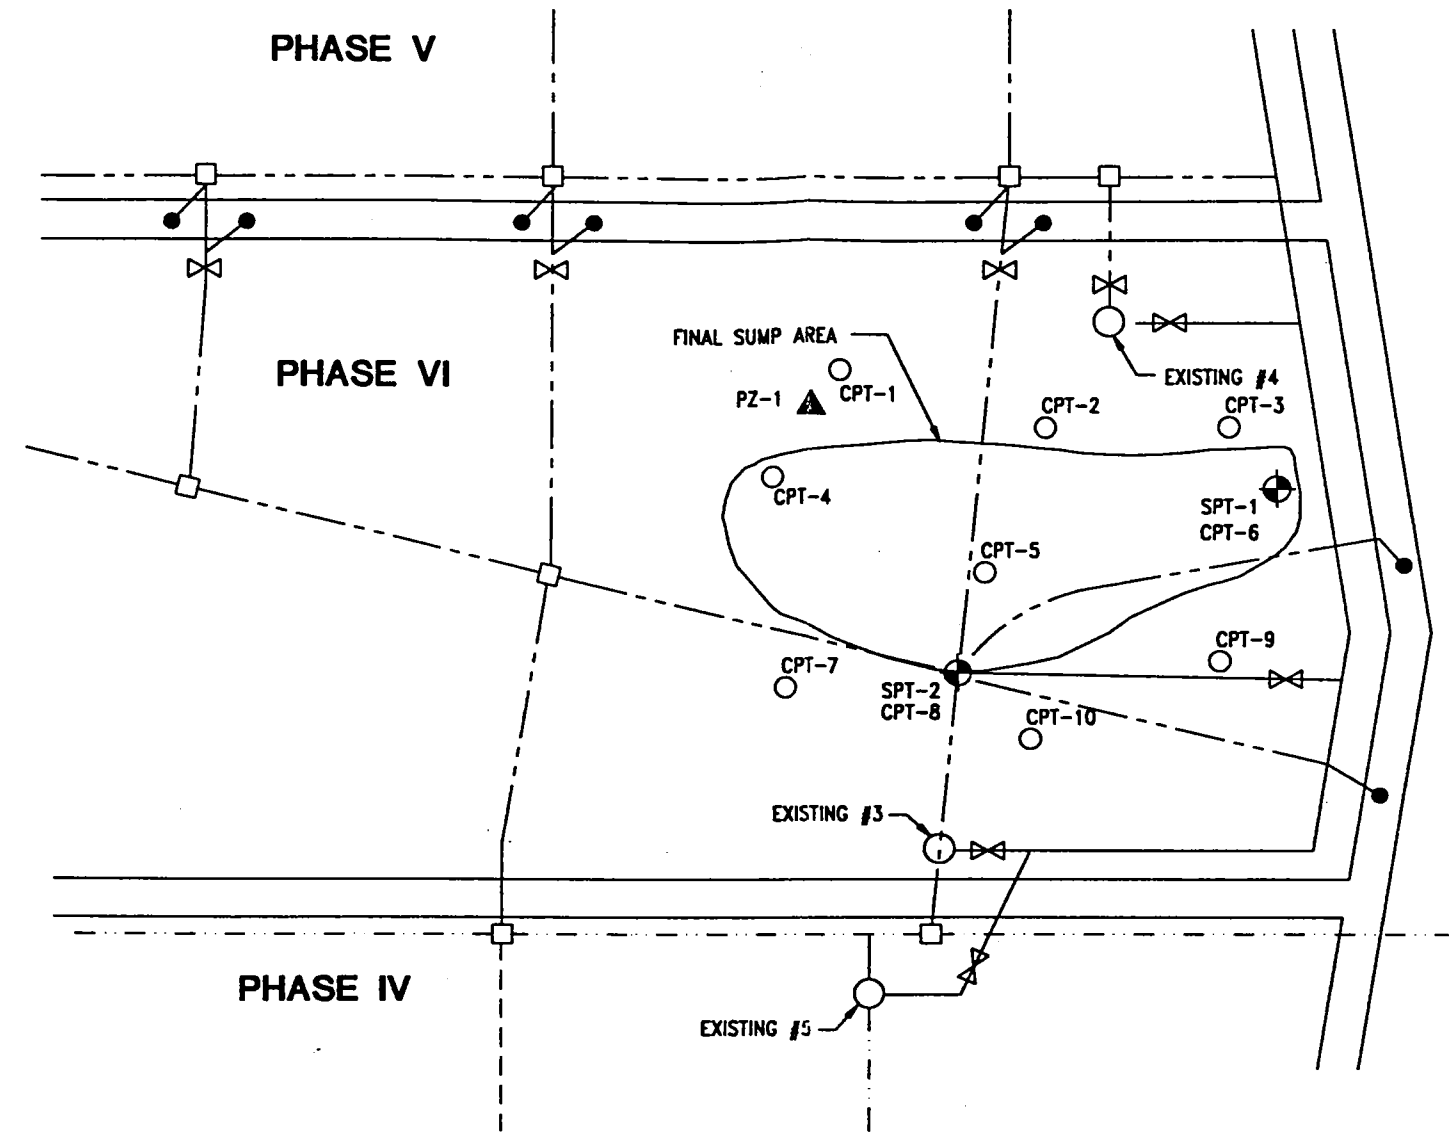 PHASE V
FINAL SUMP AREA
PHASE VI
EXISTING #4
PZ-1
CPT-1
CPT-2
CPT-3
CPT-4
SPT-1
CPT-6
CPT-5
CPT-9
CPT-7
SPT-2
CPT-8
CPT-10
EXISTING #3
PHASE IV
EXISTING #5